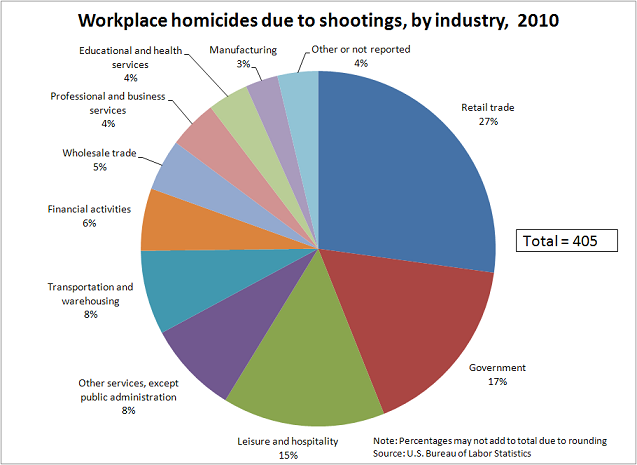 Workplace homicides due to shootings, by industry, 2010
Retail trade
27%
Total = 405
Government
17%
Leisure and hospitality
15%
Other services, except
public administration
8%
Transportation and
warehousing
8%
Financial activities
6%
Wholesale trade
5%
Professional and business
services
4%
Educational and health
services
4%
Manufacturing
3%
Other or not reported
4%
Note: Percentages may not add to total due to rounding
Source: U.S. Bureau of Labor Statistics